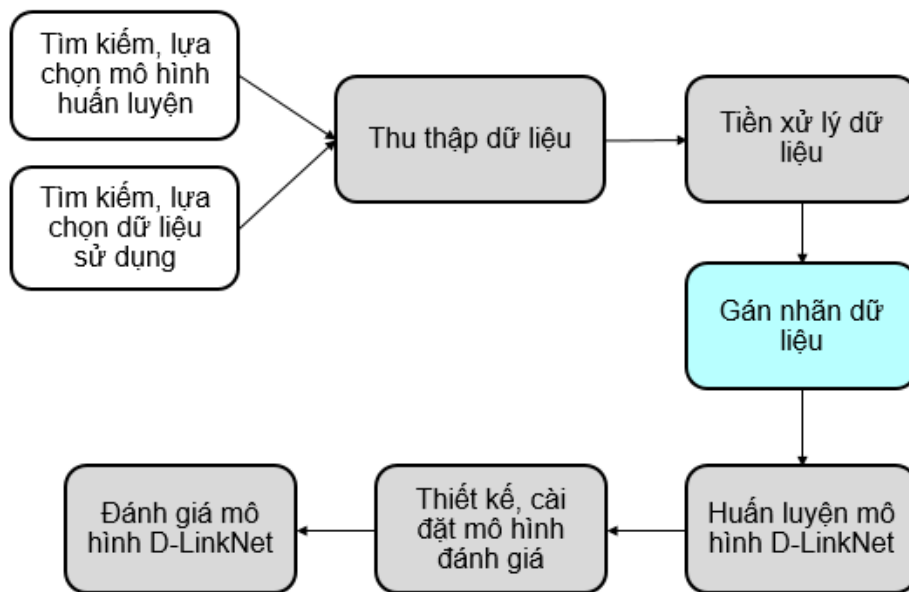 Tìm kiếm, lựa
chọn mô hình
huấn luyện
Tìm kiếm, lựa
chọn dữ liệu
sử dụng
Thu thập dữ liệu
Tiền xử lý dữ
liệu
Gán nhãn dữ
liệu
Huấn luyện mô
hình D-LinkNet
Thiết kế, cài
đặt mô hình
đánh giá
Đánh giá mô
hình D-LinkNet